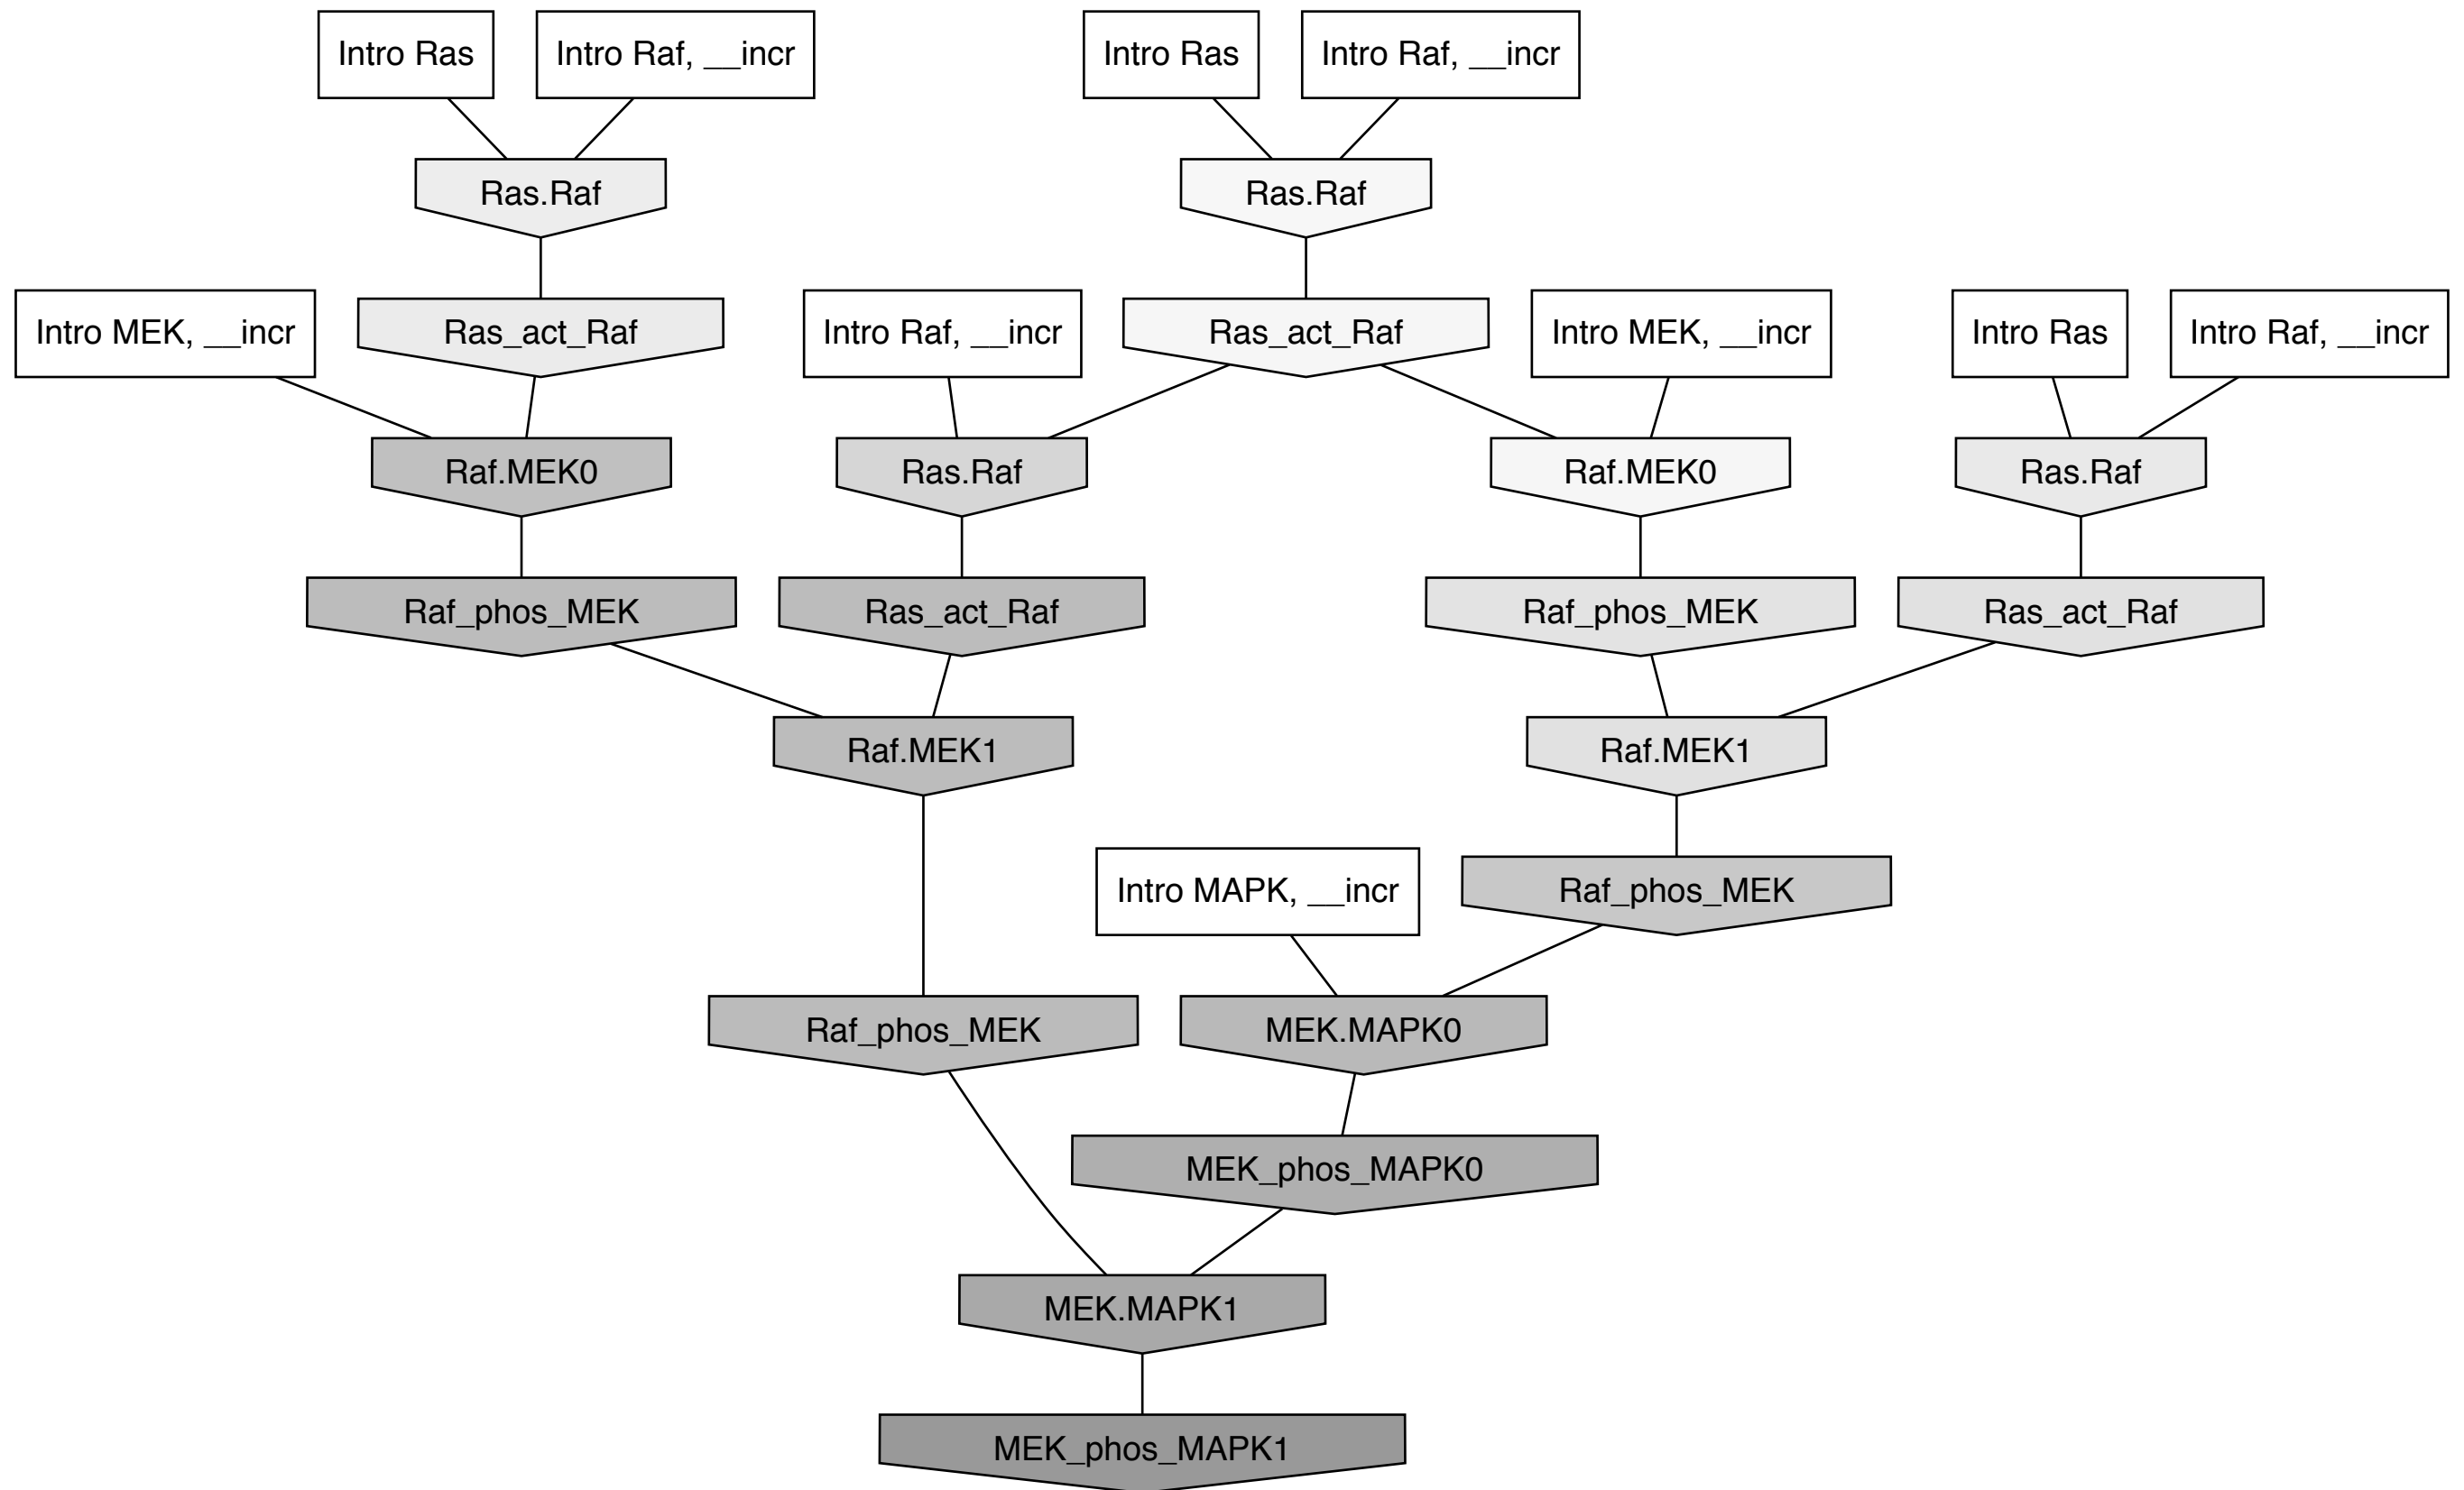 Intro Ras
Intro Raf, __incr
Intro Ras
Intro Raf, __incr
Ras.Raf
Ras.Raf
Intro MEK, __incr
Ras_act_Raf
Intro Raf, __incr
Ras_act_Raf
Intro MEK, __incr
Intro Ras
Intro Raf, __incr
Raf.MEK0
Ras.Raf
Raf.MEK0
Ras.Raf
Raf_phos_MEK
Ras_act_Raf
Raf_phos_MEK
Ras_act_Raf
Raf.MEK1
Raf.MEK1
Intro MAPK, __incr
Raf_phos_MEK
Raf_phos_MEK
MEK.MAPK0
MEK_phos_MAPK0
MEK.MAPK1
MEK_phos_MAPK1